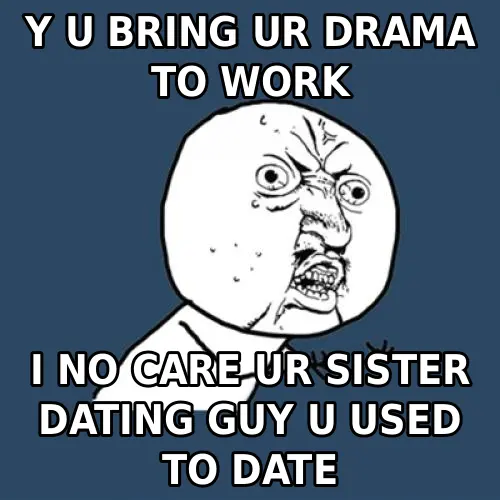 Y U BRING UR DRAMA
TO WORK
I NO CARE UR SISTER
DATING GUY U USED
TO DATE